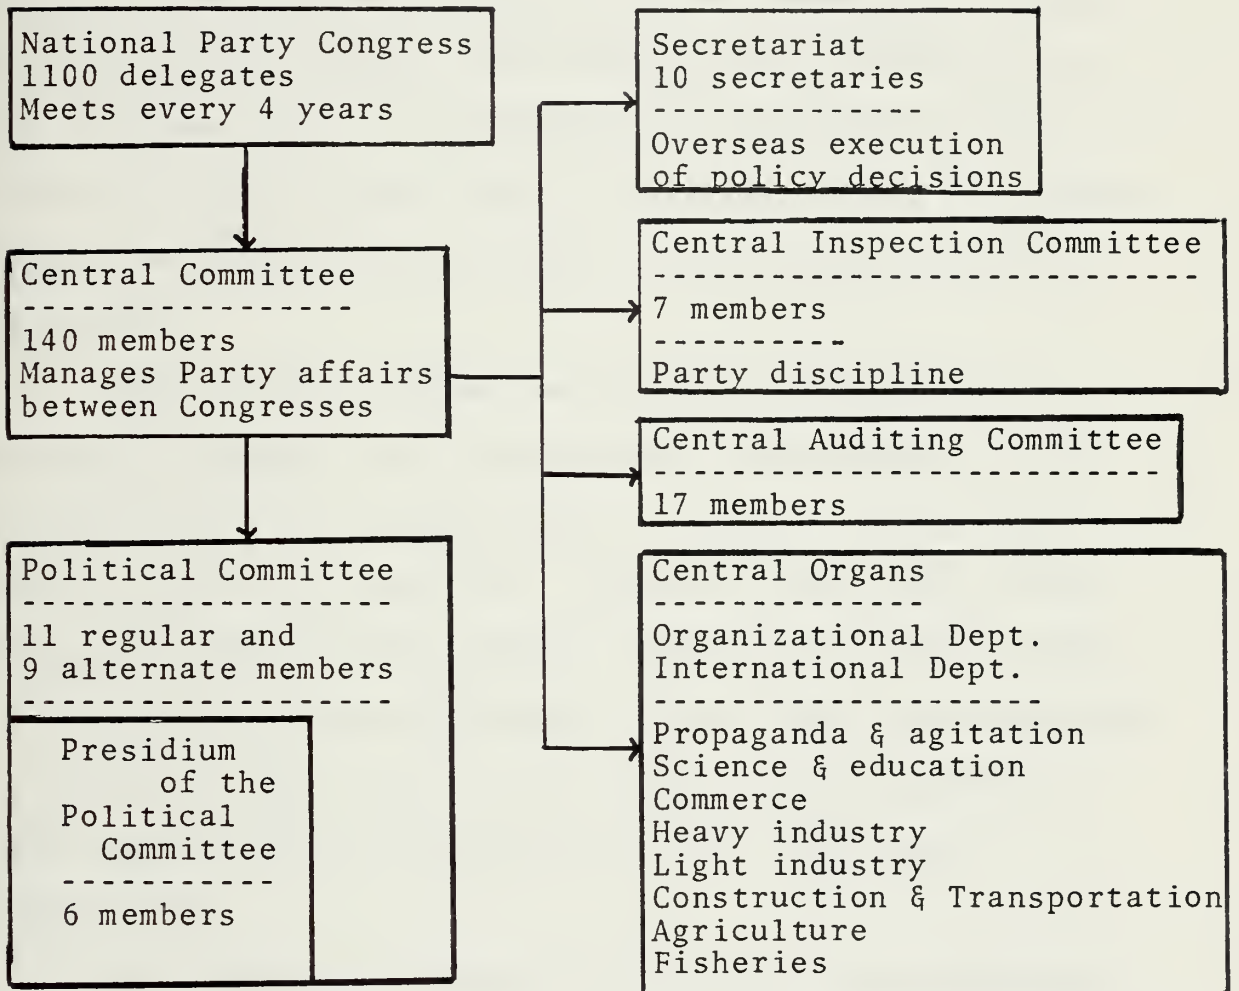 National Party Congress
1100 delegates
Meets every 4 years
Central Committee
140 members
Manages Party affairs
between Congresses
Political Committee
11 regular and
9 alternate members
Presidium
of the
Political
Committee
6 members
Secretariat
10 secretaries
Overseas execution
of policy decisions
Central Inspection Committee
7 members
Party discipline
Central Auditing Committee
17 members
Central Organs
Organizational Dept.
International Dept.
Propaganda & agitation
Science & education
Commerce
Heavy industry
Light industry
Construction & Transportation
Agriculture
Fisheries